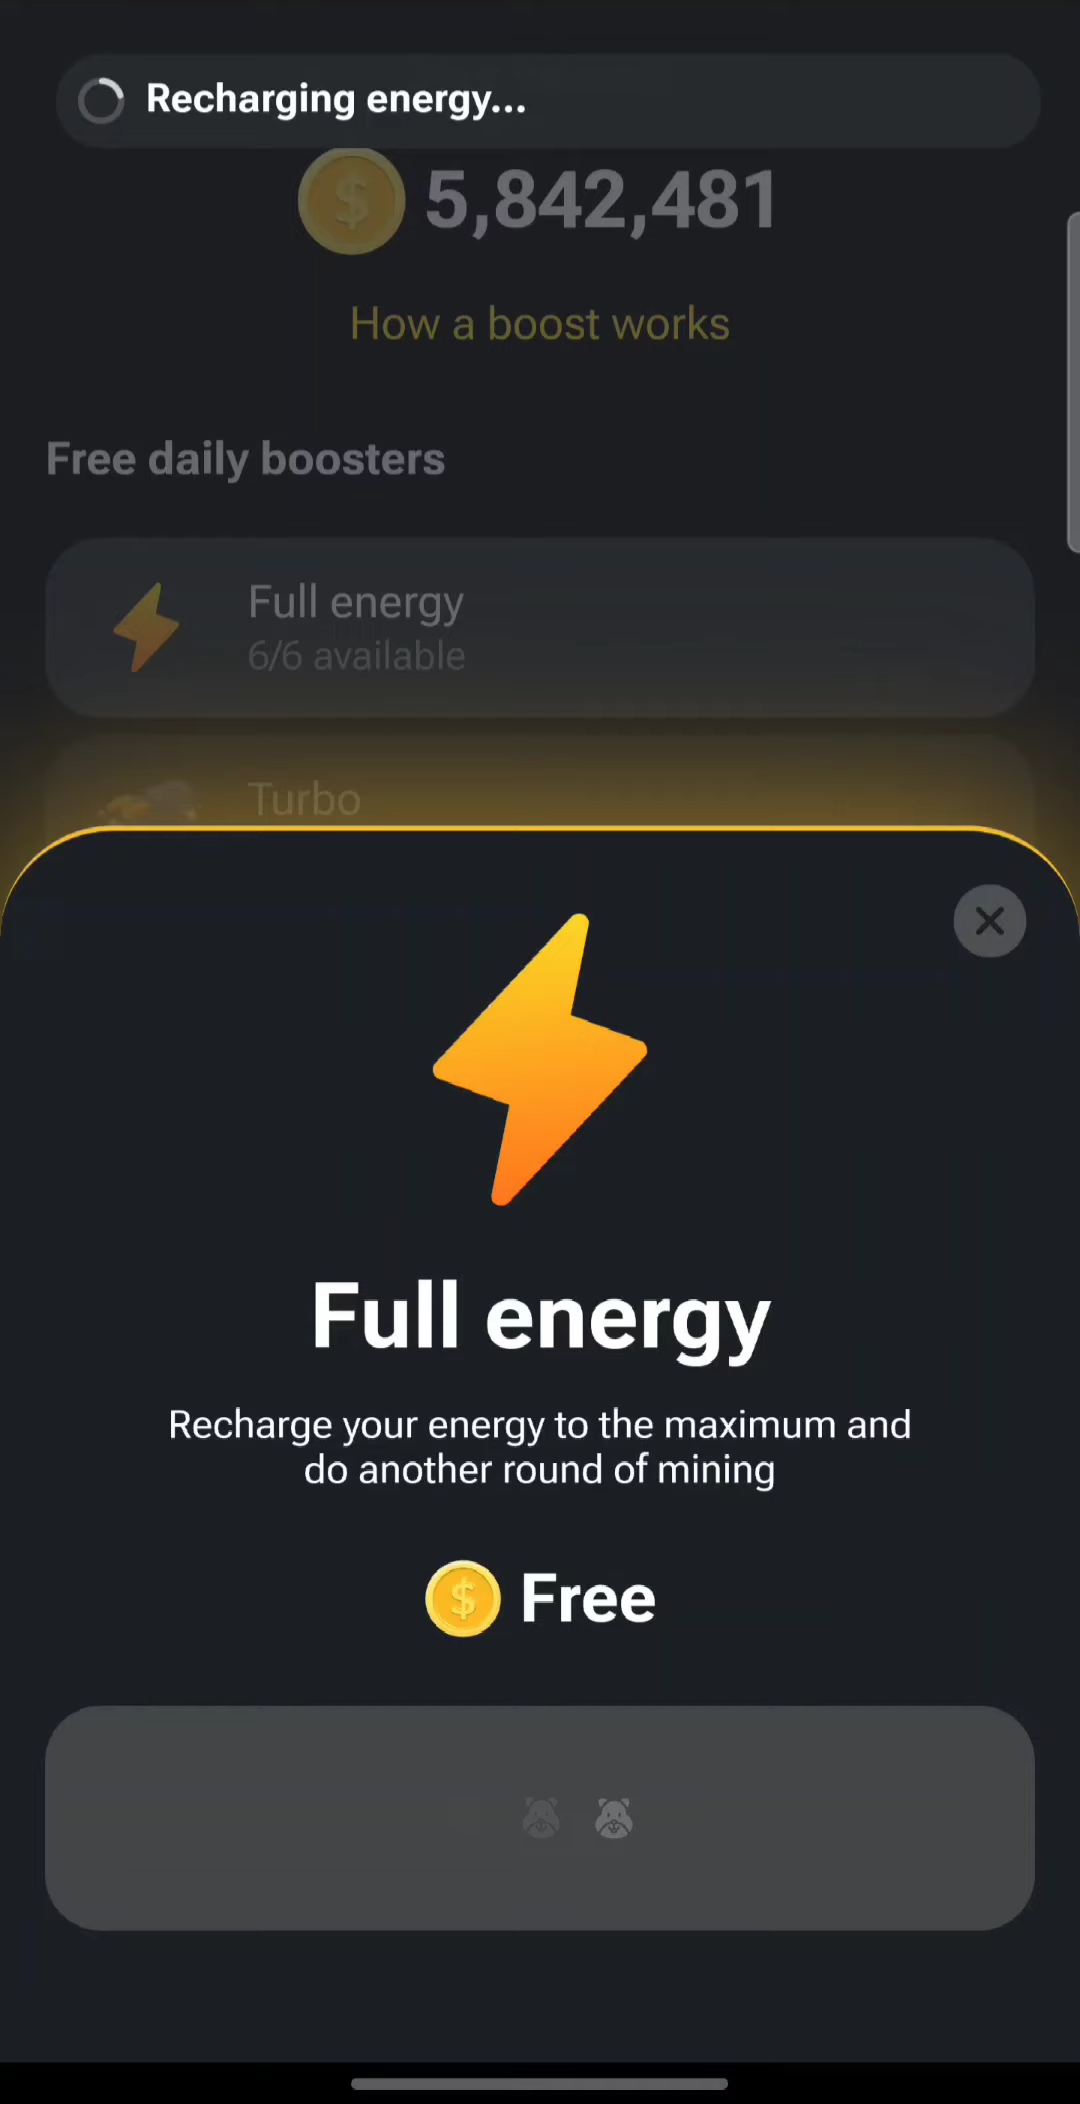 Recharging energy...
5,842,481
How a boost works
Free daily boosters
Full energy
6/6 available
Turbo
Full energy
Recharge your energy to the maximum and
do another round of mining
Free